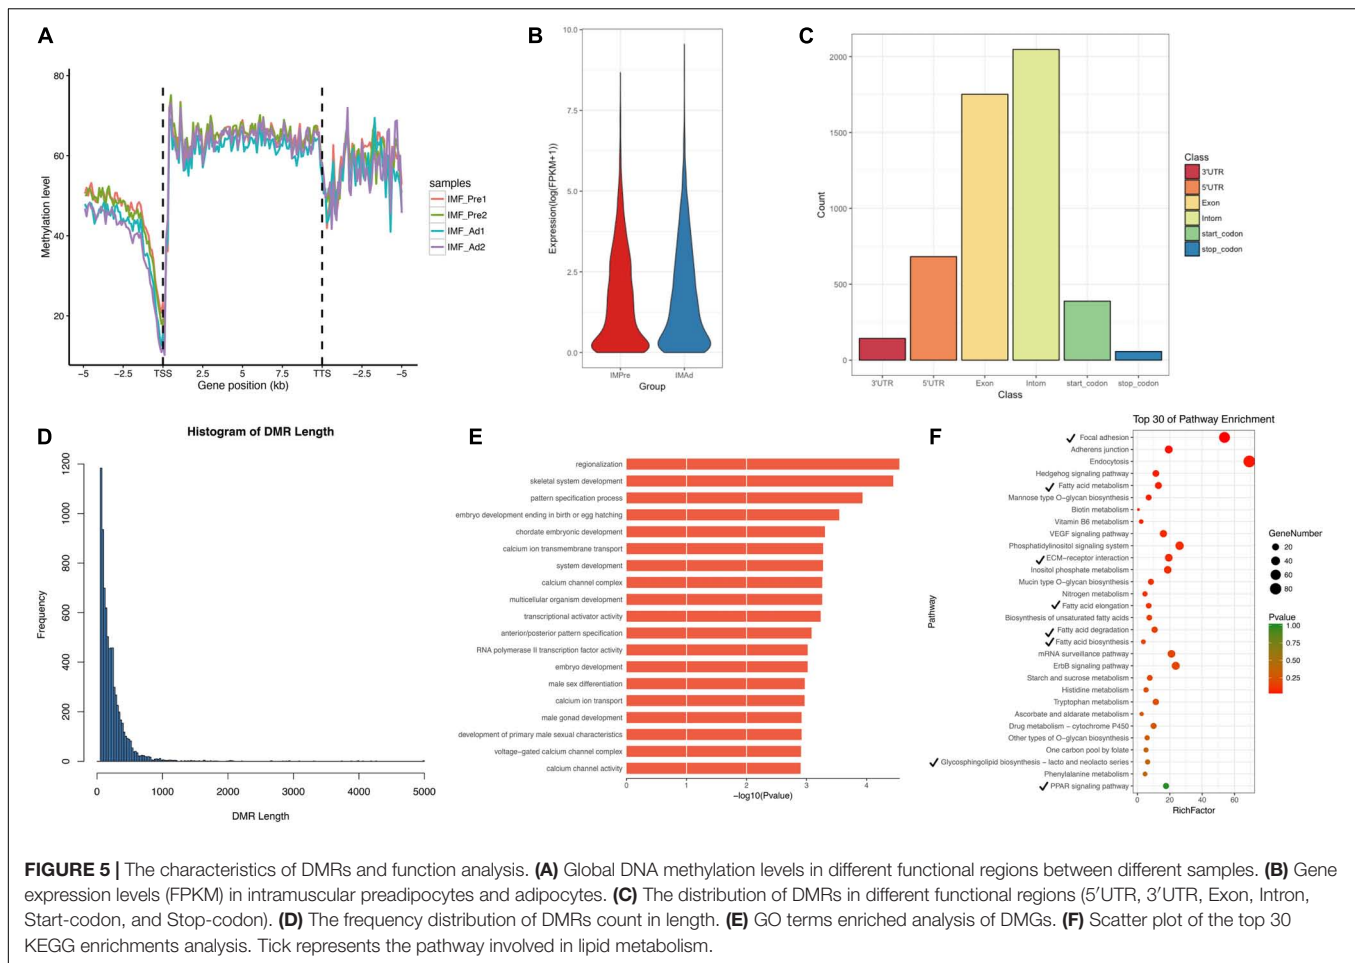 A
80
60
40
20
Methylation level
−5
−2.5
TSS
TTS
−2.5
−5
Gene position (kb)
samples
IMF_Pre1
IMF_Pre2
IMF_Ad1
IMF_Ad2
B
10.0
7.5
5.0
2.5
0.0
Expression(log(FPKM+1))
IMPre
IMAd
Group
C
2000
1500
1000
500
0
Count
3'UTR
5'UTR
Exon
Intorn
start_codon
stop_codon
Class
Class
3'UTR
5'UTR
Exon
Intorn
start_codon
stop_codon
D
Histogram of DMR Length
1200
1000
800
600
400
200
0
Frequency
0
1000
2000
3000
4000
5000
DMR Length
E
regionalization
skeletal system development
pattern specification process
embryo development ending in birth or egg hatching
chordate embryonic development
calcium ion transmembrane transport
system development
calcium channel complex
multicellular organism development
transcriptional activator activity
anterior/posterior pattern specification
RNA polymerase II transcription factor activity
embryo development
male sex differentiation
calcium ion transport
male gonad development
development of primary male sexual characteristics
voltage−gated calcium channel complex
calcium channel activity
0
1
2
3
4
−log10(Pvalue)
F
Top 30 of Pathway Enrichment
Pathway
✓ Focal adhesion
Adherens junction
Endocytosis
Hedgehog signaling pathway
✓ Fatty acid metabolism
Mannose type O−glycan biosynthesis
Biotin metabolism
Vitamin B6 metabolism
VEGF signaling pathway
Phosphatidylinositol signaling system
✓ ECM−receptor interaction
Inositol phosphate metabolism
Mucin type O−glycan biosynthesis
Nitrogen metabolism
✓ Fatty acid elongation
Biosynthesis of unsaturated fatty acids
✓ Fatty acid degradation
✓ Fatty acid biosynthesis
mRNA surveillance pathway
ErbB signaling pathway
Starch and sucrose metabolism
Histidine metabolism
Tryptophan metabolism
Ascorbate and aldarate metabolism
Drug metabolism − cytochrome P450
Other types of O−glycan biosynthesis
One carbon pool by folate
✓ Glycosphingolipid biosynthesis − lacto and neolacto series
Phenylalanine metabolism
✓ PPAR signaling pathway
0
20
40
60
RichFactor
GeneNumber
20
40
60
80
Pvalue
1.00
0.75
0.50
0.25
FIGURE 5 | The characteristics of DMRs and function analysis. (A) Global DNA methylation levels in different functional regions between different samples. (B) Gene
expression levels (FPKM) in intramuscular preadipocytes and adipocytes. (C) The distribution of DMRs in different functional regions (5′UTR, 3′UTR, Exon, Intron,
Start-codon, and Stop-codon). (D) The frequency distribution of DMRs count in length. (E) GO terms enriched analysis of DMGs. (F) Scatter plot of the top 30
KEGG enrichments analysis. Tick represents the pathway involved in lipid metabolism.